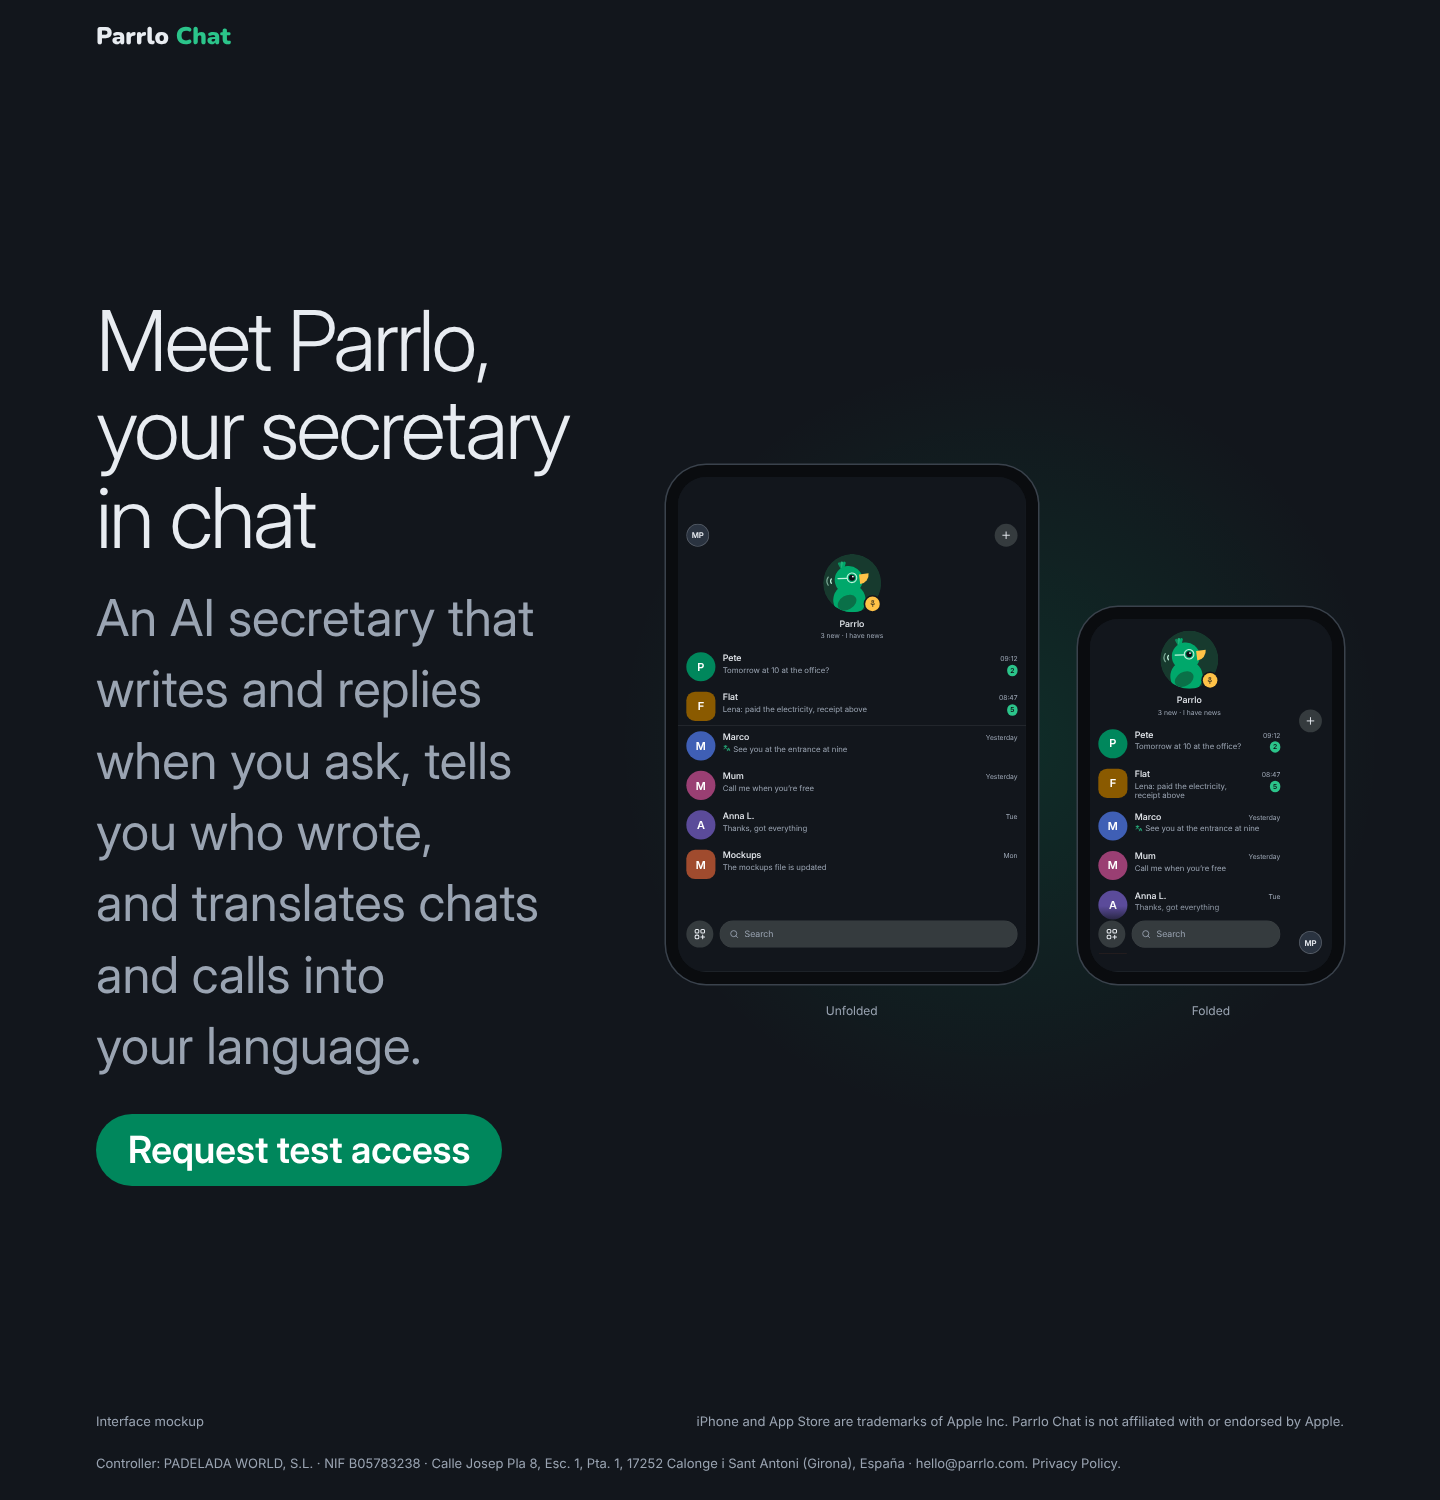 Parrlo Chat
Meet Parrlo,
your secretary
in chat
An AI secretary that
writes and replies
when you ask, tells
you who wrote,
and translates chats
and calls into
your language.
Request test access
MP
Parrlo
3 new · I have news
P
Pete
09:12
Tomorrow at 10 at the office?
2
F
Flat
08:47
Lena: paid the electricity, receipt above
5
M
Marco
Yesterday
See you at the entrance at nine
M
Mum
Yesterday
Call me when you're free
A
Anna L.
Tue
Thanks, got everything
M
Mockups
Mon
The mockups file is updated
Search
Unfolded
Parrlo
3 new · I have news
P
Pete
09:12
Tomorrow at 10 at the office?
2
F
Flat
08:47
Lena: paid the electricity,
receipt above
5
M
Marco
Yesterday
See you at the entrance at nine
M
Mum
Yesterday
Call me when you're free
A
Anna L.
Tue
Thanks, got everything
Search
MP
Folded
Interface mockup
iPhone and App Store are trademarks of Apple Inc. Parrlo Chat is not affiliated with or endorsed by Apple.
Controller: PADELADA WORLD, S.L. · NIF B05783238 · Calle Josep Pla 8, Esc. 1, Pta. 1, 17252 Calonge i Sant Antoni (Girona), España · hello@parrlo.com. Privacy Policy.